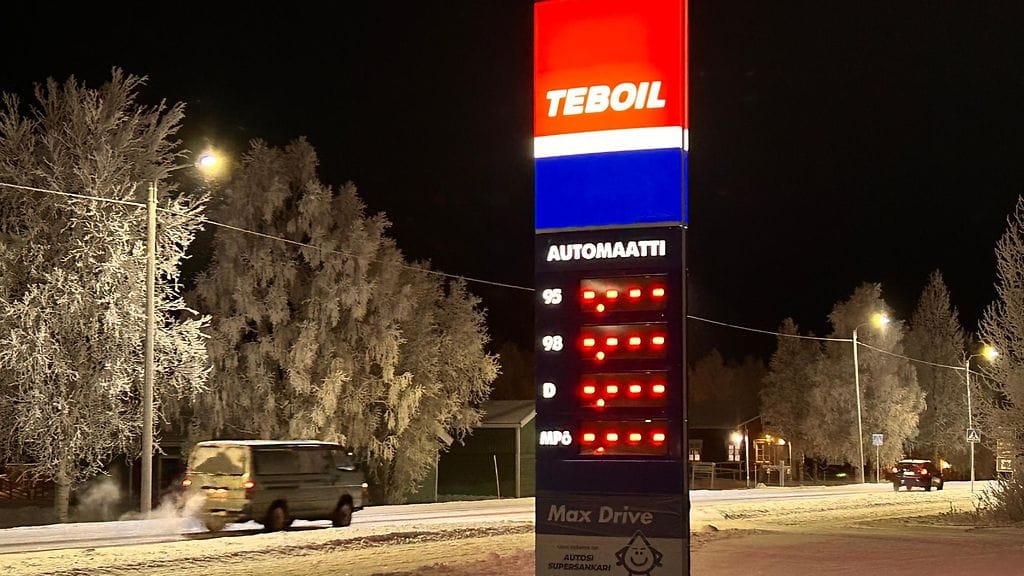 TEBOIL
AUTOMAATTI
95 -.---
98 -.---
D -.---
MPÖ -.---
Max Drive
AUTOSI
SUPERSANKARI